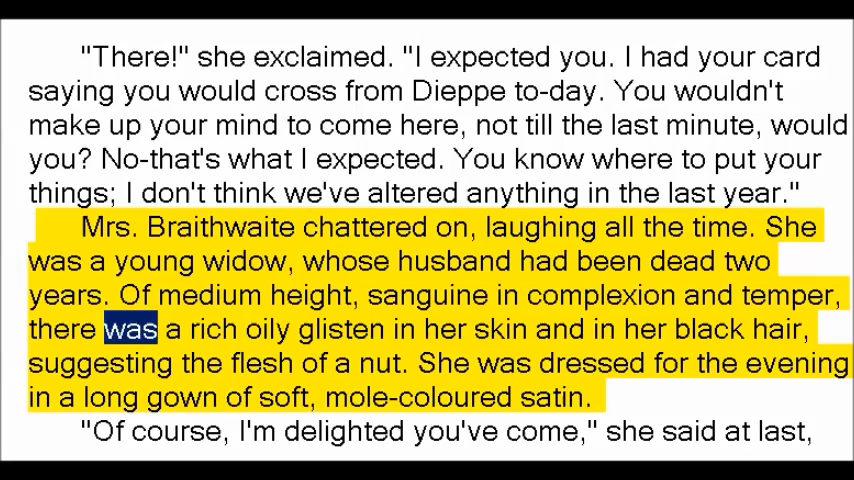 "There!" she exclaimed. "I expected you. I had your card
saying you would cross from Dieppe to-day. You wouldn't
make up your mind to come here, not till the last minute, would
you? No-that's what I expected. You know where to put your
things; I don't think we've altered anything in the last year."
Mrs. Braithwaite chattered on, laughing all the time. She
was a young widow, whose husband had been dead two
years. Of medium height, sanguine in complexion and temper,
there was a rich oily glisten in her skin and in her black hair,
suggesting the flesh of a nut. She was dressed for the evening
in a long gown of soft, mole-coloured satin.
"Of course, I'm delighted you've come," she said at last,